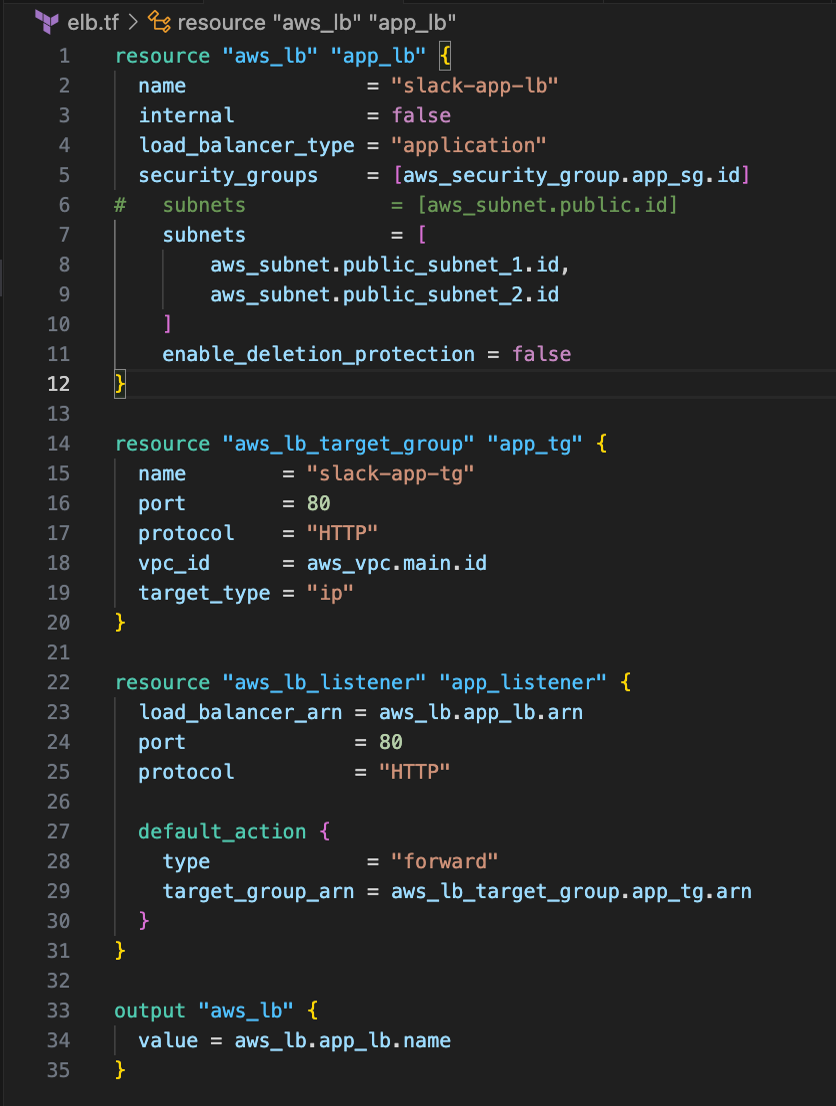 elb.tf > resource "aws_lb" "app_lb"
1 resource "aws_lb" "app_lb" {
2   name               = "slack-app-lb"
3   internal           = false
4   load_balancer_type = "application"
5   security_groups    = [aws_security_group.app_sg.id]
6 #   subnets            = [aws_subnet.public.id]
7     subnets            = [
8         aws_subnet.public_subnet_1.id,
9         aws_subnet.public_subnet_2.id
10     ]
11     enable_deletion_protection = false
12 }
13
14 resource "aws_lb_target_group" "app_tg" {
15   name        = "slack-app-tg"
16   port        = 80
17   protocol    = "HTTP"
18   vpc_id      = aws_vpc.main.id
19   target_type = "ip"
20 }
21
22 resource "aws_lb_listener" "app_listener" {
23   load_balancer_arn = aws_lb.app_lb.arn
24   port              = 80
25   protocol          = "HTTP"
26
27   default_action {
28     type             = "forward"
29     target_group_arn = aws_lb_target_group.app_tg.arn
30   }
31 }
32
33 output "aws_lb" {
34   value = aws_lb.app_lb.name
35 }